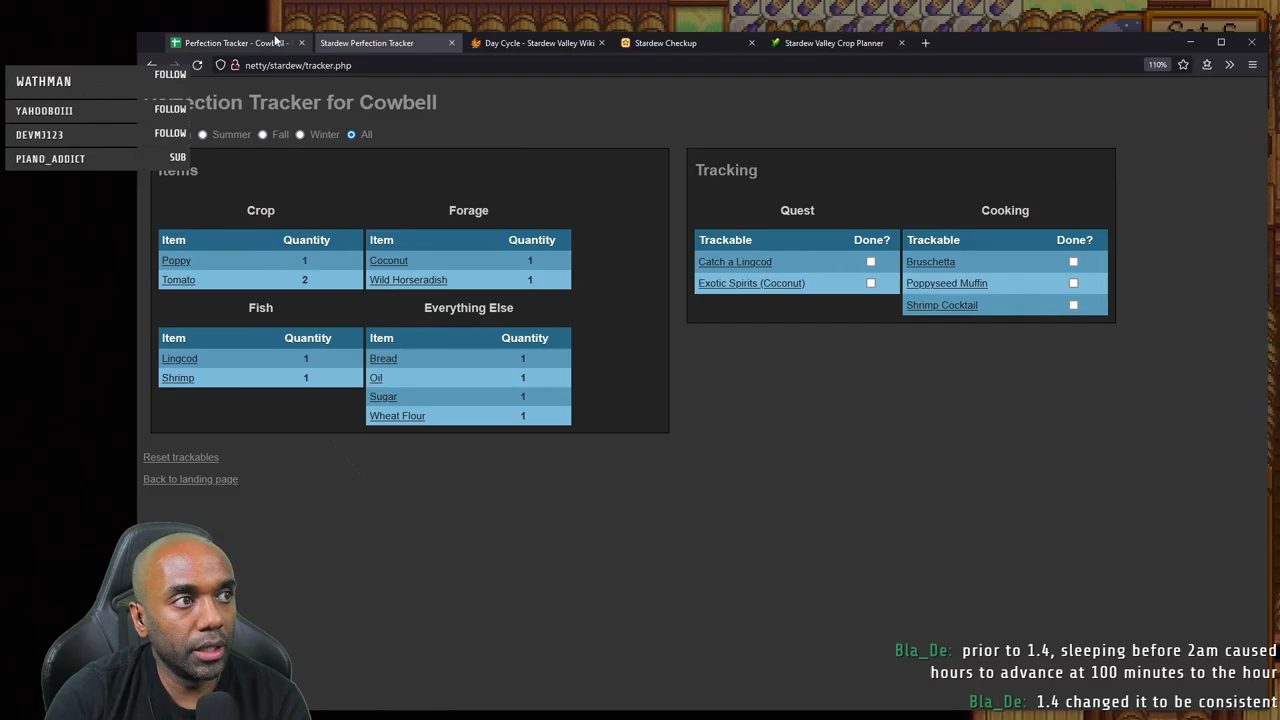 Perfection Tracker - Cowbell -
Stardew Perfection Tracker
Day Cycle - Stardew Valley Wiki
Stardew Checkup
Stardew Valley Crop Planner
netty/stardew/tracker.php
110%
WATHMAN FOLLOW
YAHOOBOIII FOLLOW
DEVMJ123 FOLLOW
PIANO_ADDICT SUB
Perfection Tracker for Cowbell
Summer Fall Winter All
Items
Crop Forage
Item Quantity Item Quantity
Poppy 1 Coconut 1
Tomato 2 Wild Horseradish 1
Fish Everything Else
Item Quantity Item Quantity
Lingcod 1 Bread 1
Shrimp 1 Oil 1
Sugar 1
Wheat Flour 1
Tracking
Quest Cooking
Trackable Done? Trackable Done?
Catch a Lingcod Bruschetta
Exotic Spirits (Coconut) Poppyseed Muffin
Shrimp Cocktail
Reset trackables
Back to landing page
Bla_De: prior to 1.4, sleeping before 2am caused
hours to advance at 100 minutes to the hour
Bla_De: 1.4 changed it to be consistent